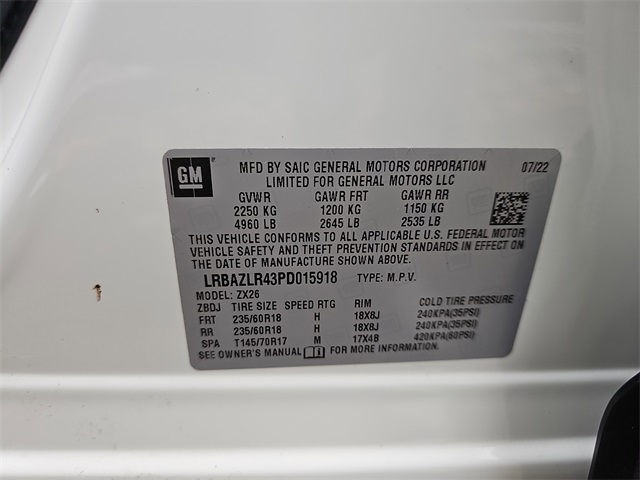 GM
MFD BY SAIC GENERAL MOTORS CORPORATION 07/22
LIMITED FOR GENERAL MOTORS LLC
GVWR GAWR FRT GAWR RR
2250 KG 1200 KG 1150 KG
4960 LB 2645 LB 2535 LB
THIS VEHICLE CONFORMS TO ALL APPLICABLE U.S. FEDERAL MOTOR
VEHICLE SAFETY AND THEFT PREVENTION STANDARDS IN EFFECT ON
THE DATE OF MANUFACTURE SHOWN ABOVE.
LRBAZLR43PD015918 TYPE: M.P.V.
MODEL: ZX26
ZBDJ TIRE SIZE SPEED RTG RIM COLD TIRE PRESSURE
FRT 235/60R18 H 18X8J 240KPA(35PSI)
RR 235/60R18 H 18X8J 240KPA(35PSI)
SPA T145/70R17 M 17X4B 420KPA(60PSI)
SEE OWNER'S MANUAL i FOR MORE INFORMATION.